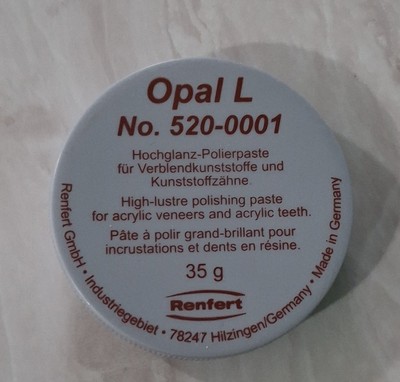 Opal L
No. 520-0001
Hochglanz-Polierpaste
für Verblendkunststoffe und
Kunststoffzähne.
High-lustre polishing paste
for acrylic veneers and acrylic teeth.
Pâte à polir grand-brillant pour
incrustations et dents en résine.
35 g
Renfert
Renfert GmbH • Industriegebiet • 78247 Hilzingen/Germany • Made in Germany